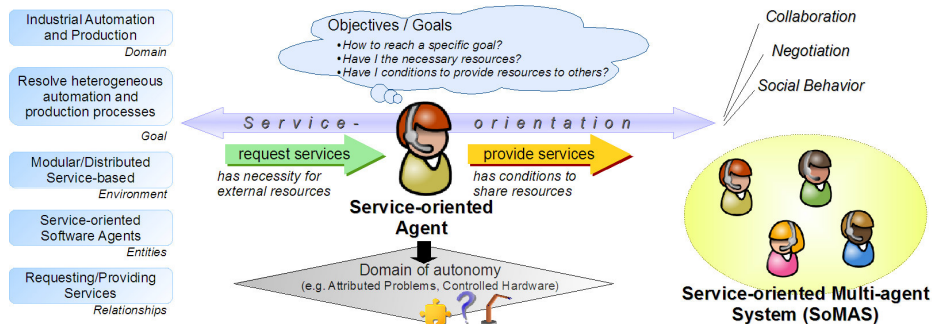 Industrial Automation
and Production
Domain
Resolve heterogeneous
automation and
production processes
Goal
Modular/Distributed
Service-based
Environment
Service-oriented
Software Agents
Entities
Requesting/Providing
Services
Relationships
Objectives / Goals
•How to reach a specific goal?
•Have I the necessary resources?
•Have I conditions to provide resources to others?
Service- orientation
request services
has necessity for
external resources
provide services
has conditions to
share resources
Service-oriented
Agent
Domain of autonomy
(e.g. Attributed Problems, Controlled Hardware)
Collaboration
Negotiation
Social Behavior
Service-oriented Multi-agent
System (SoMAS)